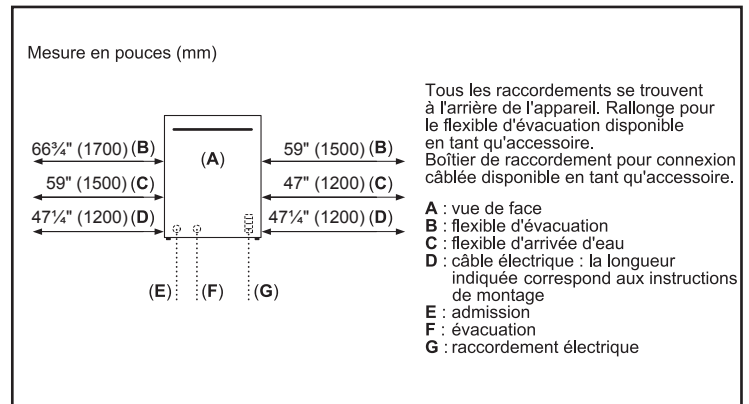 Mesure en pouces (mm)
66¾" (1700) (B)
59" (1500) (C)
47¼" (1200) (D)
(A)
59" (1500) (B)
47" (1200) (C)
47¼" (1200) (D)
(E)
(F)
(G)
Tous les raccordements se trouvent
à l'arrière de l'appareil. Rallonge pour
le flexible d'évacuation disponible
en tant qu'accessoire.
Boîtier de raccordement pour connexion
câblée disponible en tant qu'accessoire.
A : vue de face
B : flexible d'évacuation
C : flexible d'arrivée d'eau
D : câble électrique : la longueur
indiquée correspond aux instructions
de montage
E : admission
F : évacuation
G : raccordement électrique